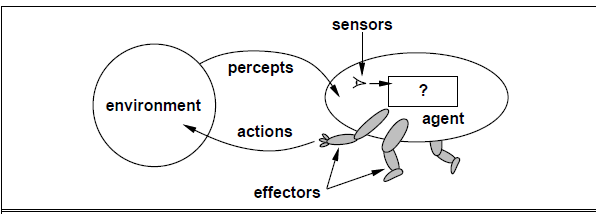 sensors
percepts
?
environment
agent
actions
effectors